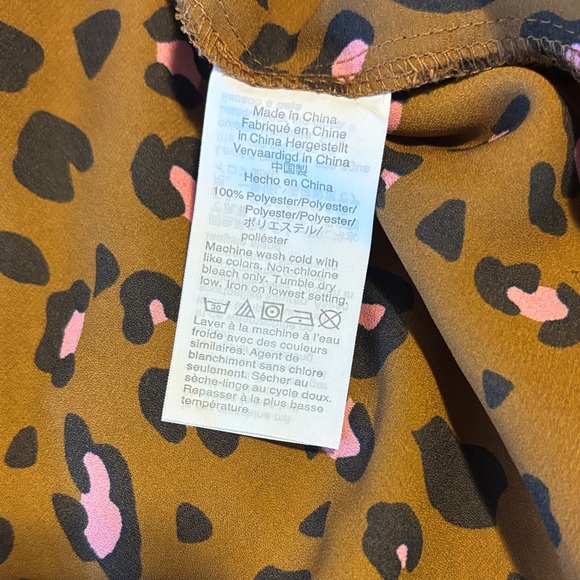 Made in China
Fabriqué en Chine
in China Hergestellt
Vervaardigd in China
中国製
Hecho en China
100% Polyester/Polyester/
Polyester/Polyester/
ポリエステル/
poliéster
Machine wash cold with
like colors. Non-chlorine
bleach only. Tumble dry
low. Iron on lowest setting.
30
Laver à la machine à l'eau
froide avec des couleurs
similaires. Agent de
blanchiment sans chlore
seulement. Sécher au
sèche-linge au cycle doux.
Repasser à la plus basse
température.